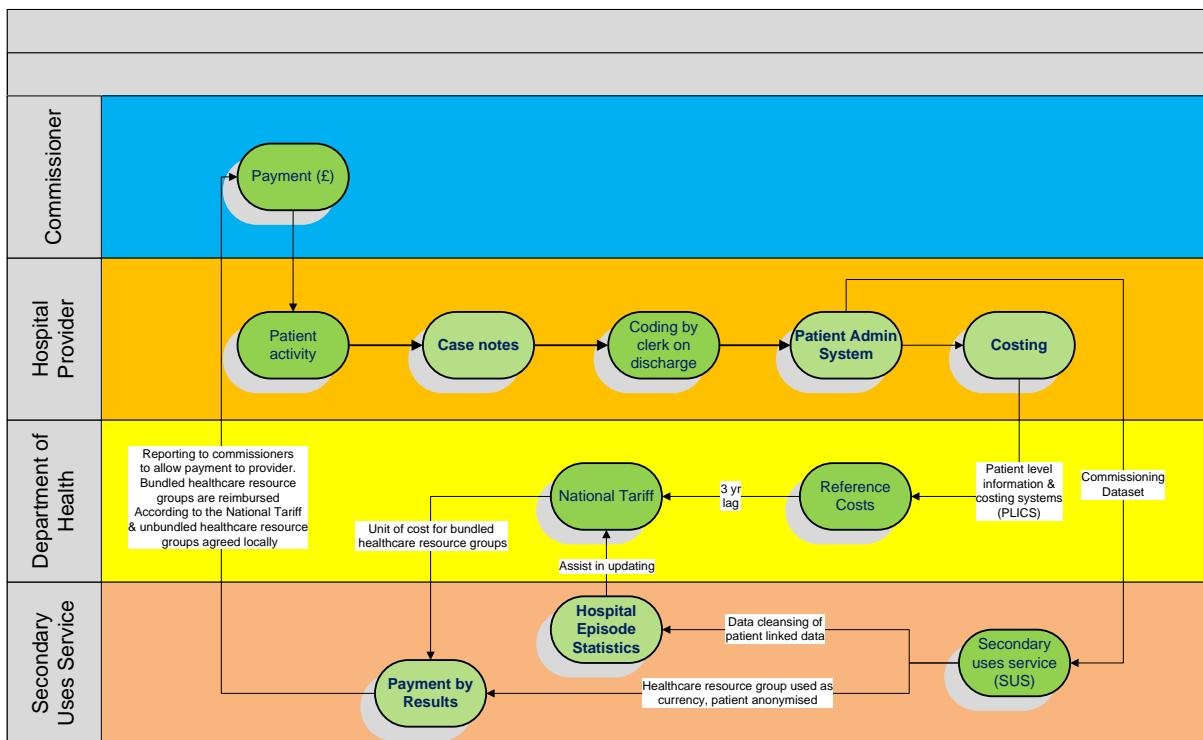 Commissioner
Payment (£)
Hospital
Provider
Patient
activity
Case notes
Coding by
clerk on
discharge
Patient Admin
System
Costing
Department of
Health
Reporting to commissioners
to allow payment to provider.
Bundled healthcare resource
groups are reimbursed
According to the National Tariff
& unbundled healthcare resource
groups agreed locally
Unit of cost for bundled
healthcare resource groups
National Tariff
3 yr
lag
Reference
Costs
Patient level
information &
costing systems
(PLICS)
Commissioning
Dataset
Assist in updating
Secondary
Uses Service
Hospital
Episode
Statistics
Data cleansing of
patient linked data
Secondary
uses service
(SUS)
Payment by
Results
Healthcare resource group used as
currency, patient anonymised